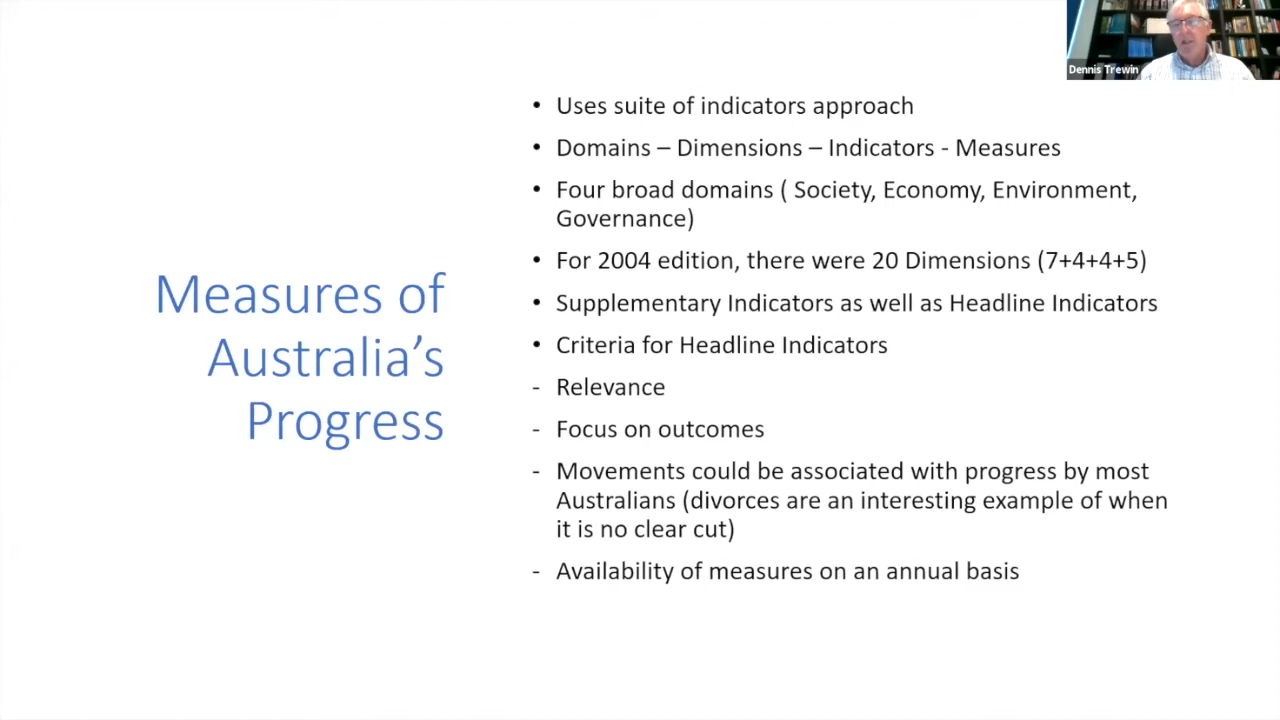 Dennis Trewin
Measures of
Australia's
Progress
• Uses suite of indicators approach
• Domains – Dimensions – Indicators - Measures
• Four broad domains ( Society, Economy, Environment,
Governance)
• For 2004 edition, there were 20 Dimensions (7+4+4+5)
• Supplementary Indicators as well as Headline Indicators
• Criteria for Headline Indicators
- Relevance
- Focus on outcomes
- Movements could be associated with progress by most
Australians (divorces are an interesting example of when
it is no clear cut)
- Availability of measures on an annual basis